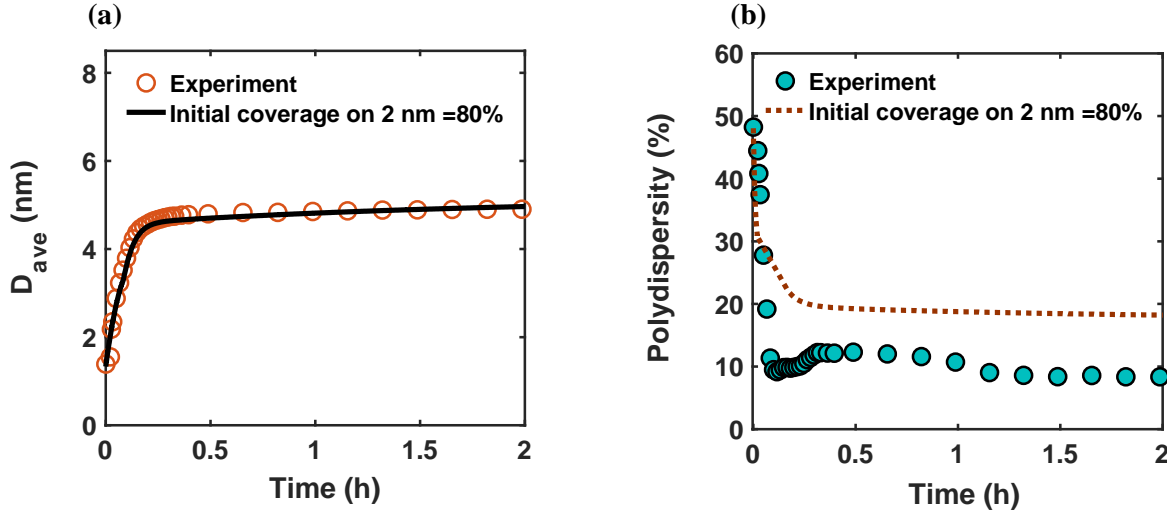 (a)
8
6
4
2
0
0
0.5
1
1.5
2
D_ave (nm)
Time (h)
Experiment
Initial coverage on 2 nm =80%
(b)
60
50
40
30
20
10
0
0
0.5
1
1.5
2
Polydispersity (%)
Time (h)
Experiment
Initial coverage on 2 nm =80%